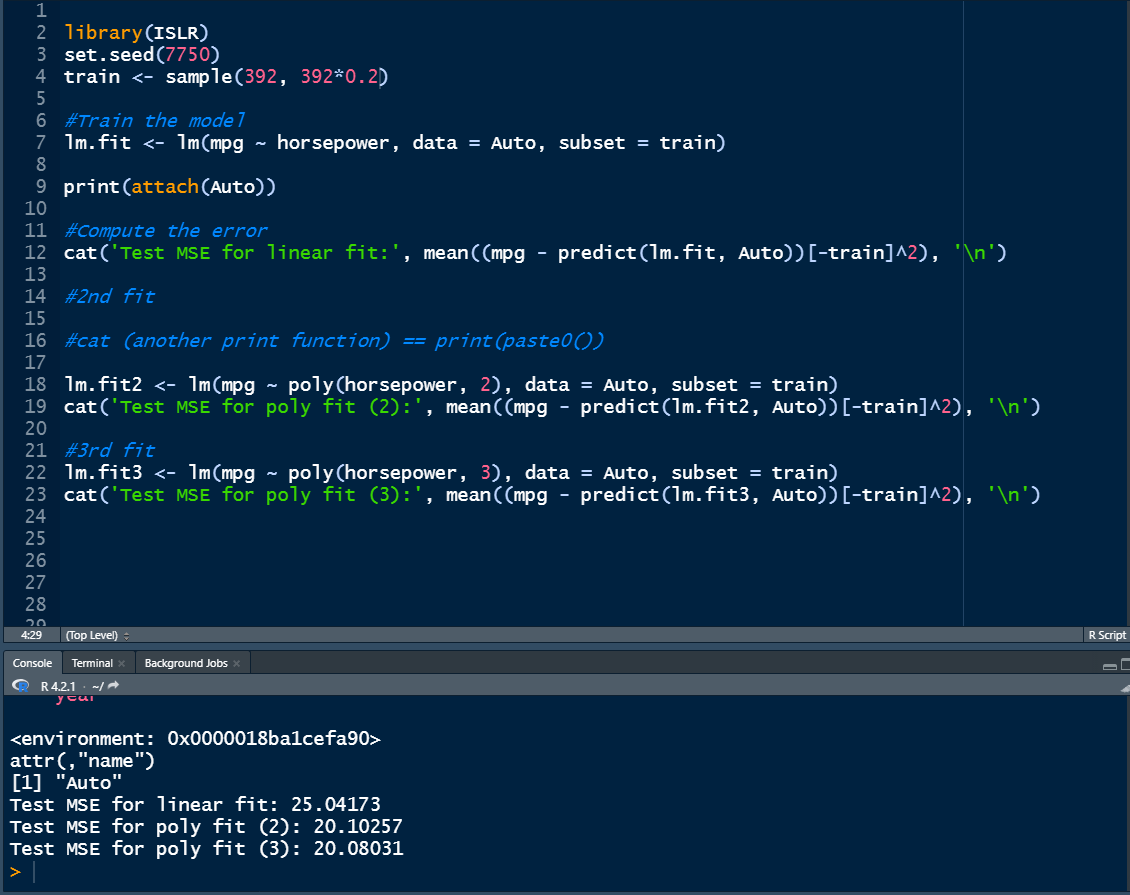 1
2 library(ISLR)
3 set.seed(7750)
4 train <- sample(392, 392*0.2)
5
6 #Train the model
7 lm.fit <- lm(mpg ~ horsepower, data = Auto, subset = train)
8
9 print(attach(Auto))
10
11 #Compute the error
12 cat('Test MSE for linear fit:', mean((mpg - predict(lm.fit, Auto))[-train]^2), '\n')
13
14 #2nd fit
15
16 #cat (another print function) == print(paste0())
17
18 lm.fit2 <- lm(mpg ~ poly(horsepower, 2), data = Auto, subset = train)
19 cat('Test MSE for poly fit (2):', mean((mpg - predict(lm.fit2, Auto))[-train]^2), '\n')
20
21 #3rd fit
22 lm.fit3 <- lm(mpg ~ poly(horsepower, 3), data = Auto, subset = train)
23 cat('Test MSE for poly fit (3):', mean((mpg - predict(lm.fit3, Auto))[-train]^2), '\n')
24
25
26
27
28
29
4:29 (Top Level) R Script
Console Terminal Background Jobs
R 4.2.1 · ~/
year
<environment: 0x0000018ba1cefa90>
attr(,"name")
[1] "Auto"
Test MSE for linear fit: 25.04173
Test MSE for poly fit (2): 20.10257
Test MSE for poly fit (3): 20.08031
>